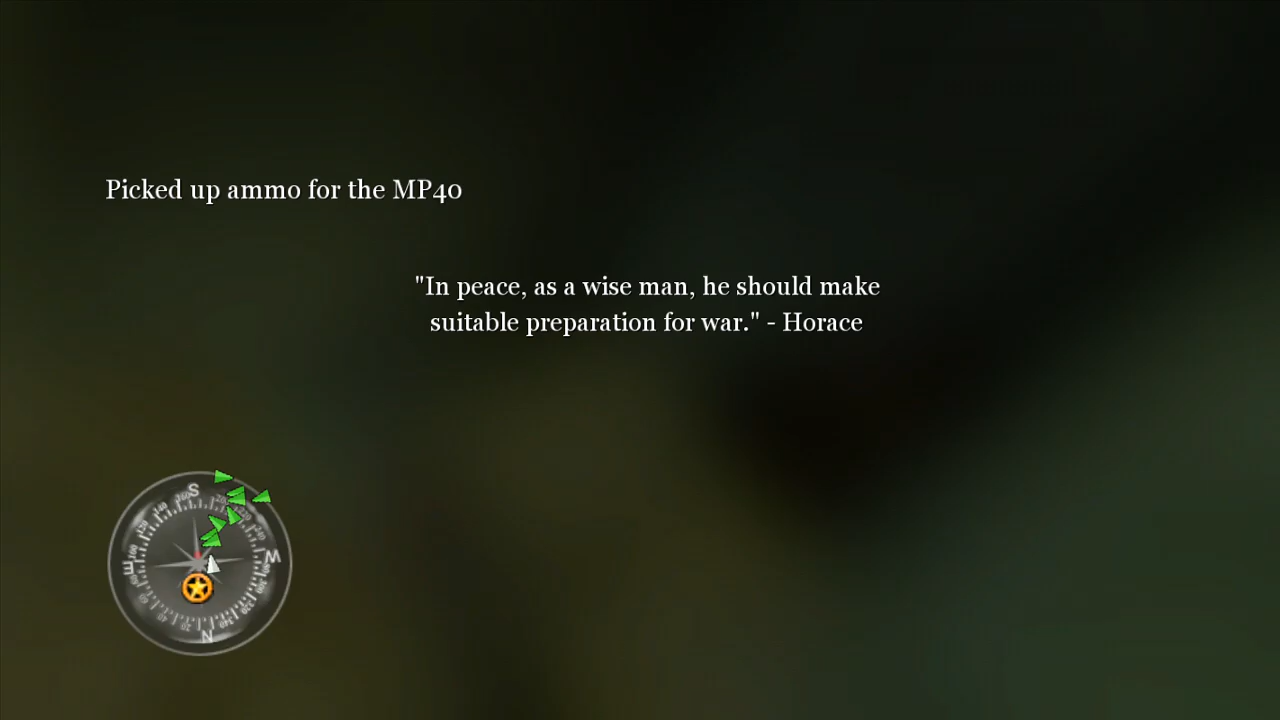 Picked up ammo for the MP40
"In peace, as a wise man, he should make
suitable preparation for war." - Horace
S
W
E
N